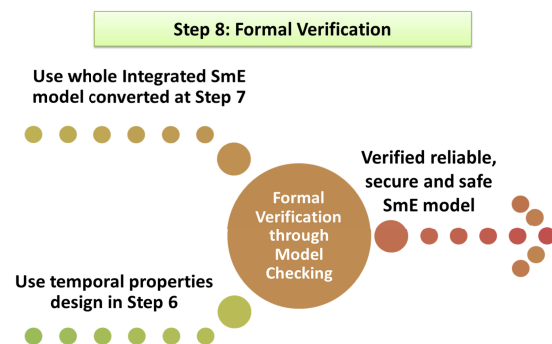 Step 8: Formal Verification
Use whole Integrated SmE
model converted at Step 7
Formal
Verification
through
Model
Checking
Verified reliable,
secure and safe
SmE model
Use temporal properties
design in Step 6